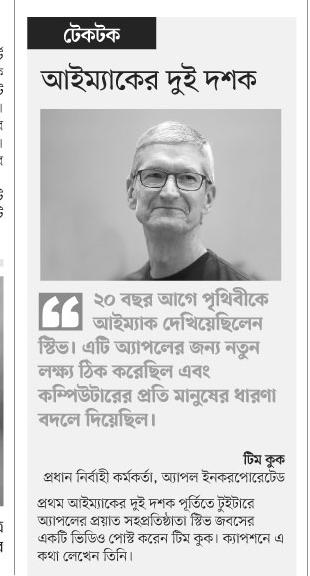 টেকটক
আইম্যাকের দুই দশক
২০ বছর আগে পৃথিবীকে
আইম্যাক দেখিয়েছিলেন
স্টিভ। এটি অ্যাপলের জন্য নতুন
লক্ষ্য ঠিক করেছিল এবং
কম্পিউটারের প্রতি মানুষের ধারণা
বদলে দিয়েছিল।
টিম কুক
প্রধান নির্বাহী কর্মকর্তা, অ্যাপল ইনকরপোরেটেড
প্রথম আইম্যাকের দুই দশক পূর্তিতে টুইটারে
অ্যাপলের প্রয়াত সহপ্রতিষ্ঠাতা স্টিভ জবসের
একটি ভিডিও পোস্ট করেন টিম কুক। ক্যাপশনে এ
কথা লেখেন তিনি।